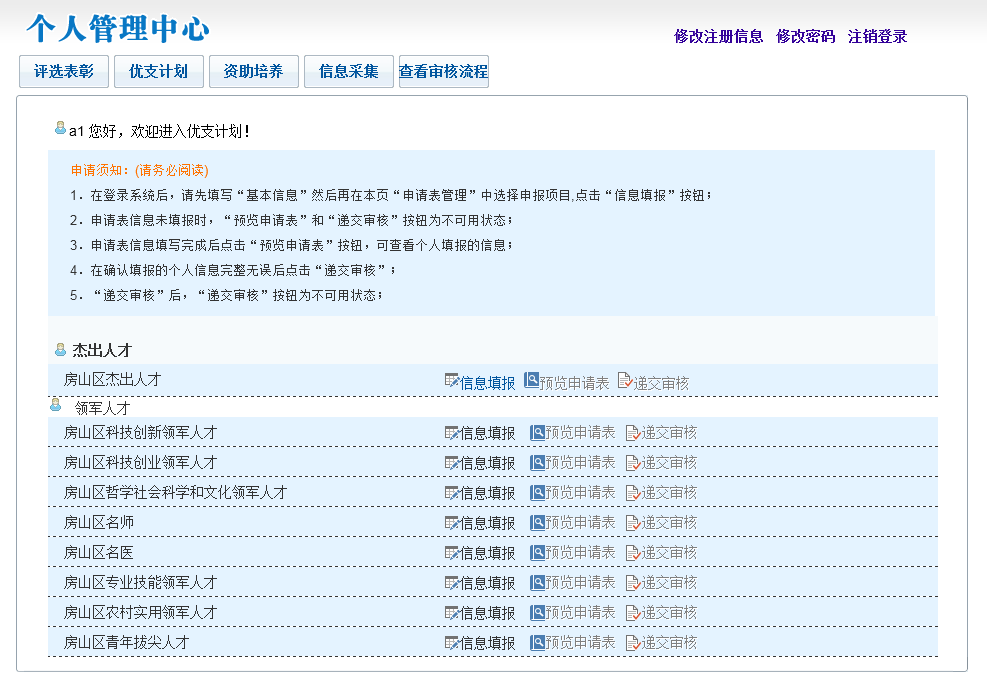 个人管理中心
修改注册信息 修改密码 注销登录
评选表彰 优支计划 资助培养 信息采集 查看审核流程
a1 您好，欢迎进入优支计划！
申请须知：(请务必阅读)
1. 在登录系统后，请先填写“基本信息”然后再在本页“申请表管理”中选择申报项目,点击“信息填报”按钮；
2. 申请表信息未填报时，“预览申请表”和“递交审核”按钮为不可用状态；
3. 申请表信息填写完成后点击“预览申请表”按钮，可查看个人填报的信息；
4. 在确认填报的个人信息完整无误后点击“递交审核”；
5. “递交审核”后，“递交审核”按钮为不可用状态；
杰出人才
房山区杰出人才 信息填报 预览申请表 递交审核
领军人才
房山区科技创新领军人才 信息填报 预览申请表 递交审核
房山区科技创业领军人才 信息填报 预览申请表 递交审核
房山区哲学社会科学和文化领军人才 信息填报 预览申请表 递交审核
房山区名师 信息填报 预览申请表 递交审核
房山区名医 信息填报 预览申请表 递交审核
房山区专业技能领军人才 信息填报 预览申请表 递交审核
房山区农村实用领军人才 信息填报 预览申请表 递交审核
房山区青年拔尖人才 信息填报 预览申请表 递交审核